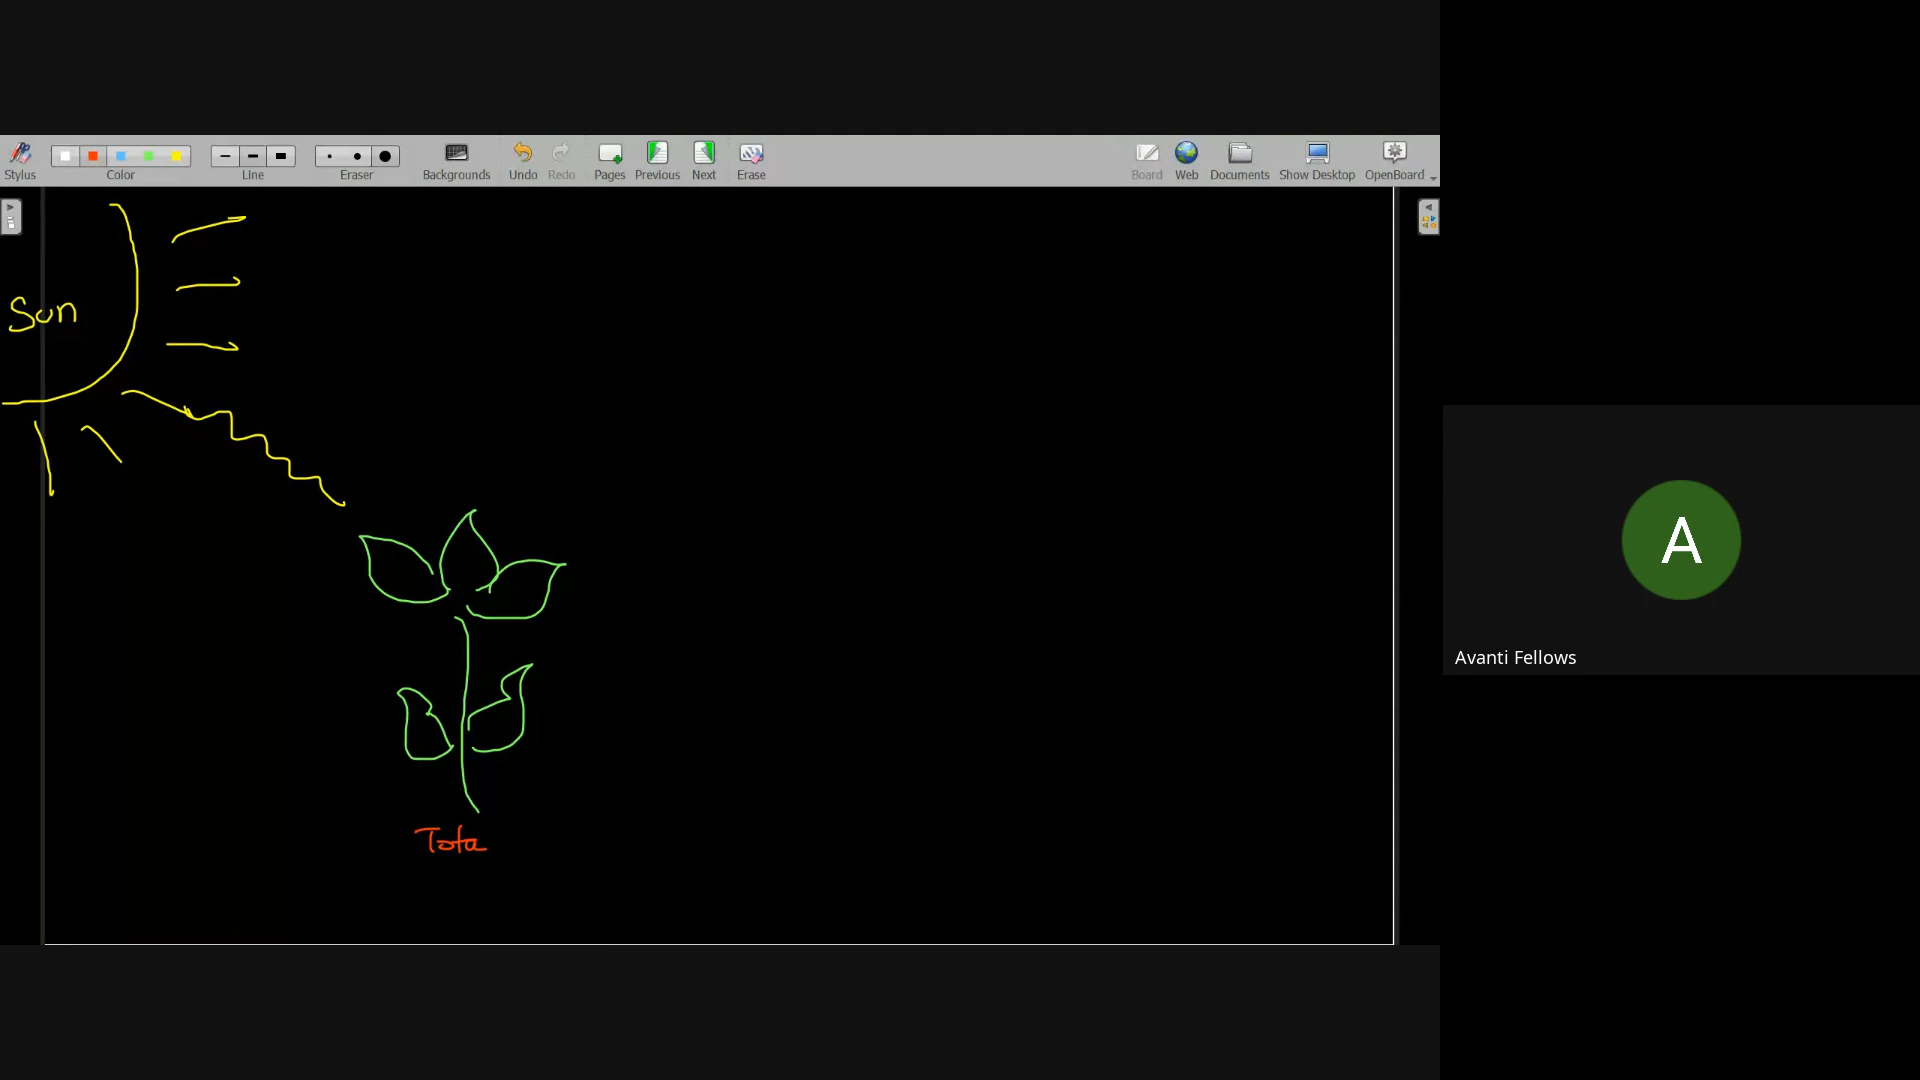 Stylus
Color
Line
Eraser
Backgrounds
Undo
Redo
Pages
Previous
Next
Erase
Board
Web
Documents
Show Desktop
OpenBoard
Sun
Tota
A
Avanti Fellows